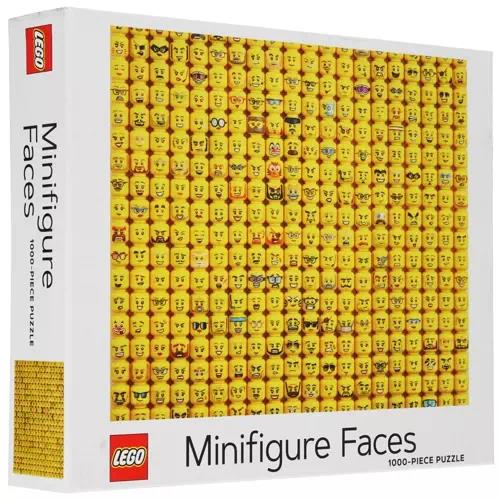 LEGO
Minifigure
Faces
1000-PIECE PUZZLE
LEGO
Minifigure Faces
1000-PIECE PUZZLE